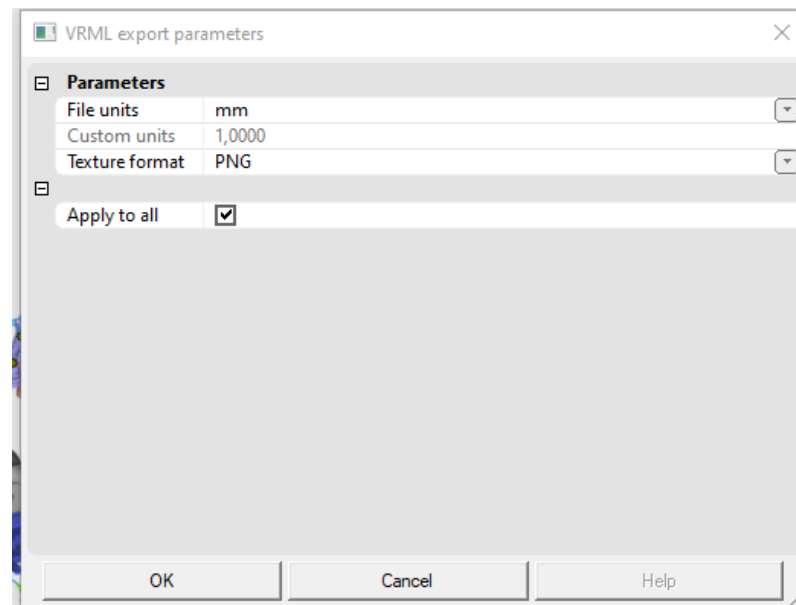 VRML export parameters
Parameters
File units mm
Custom units 1,0000
Texture format PNG
Apply to all
OK Cancel Help